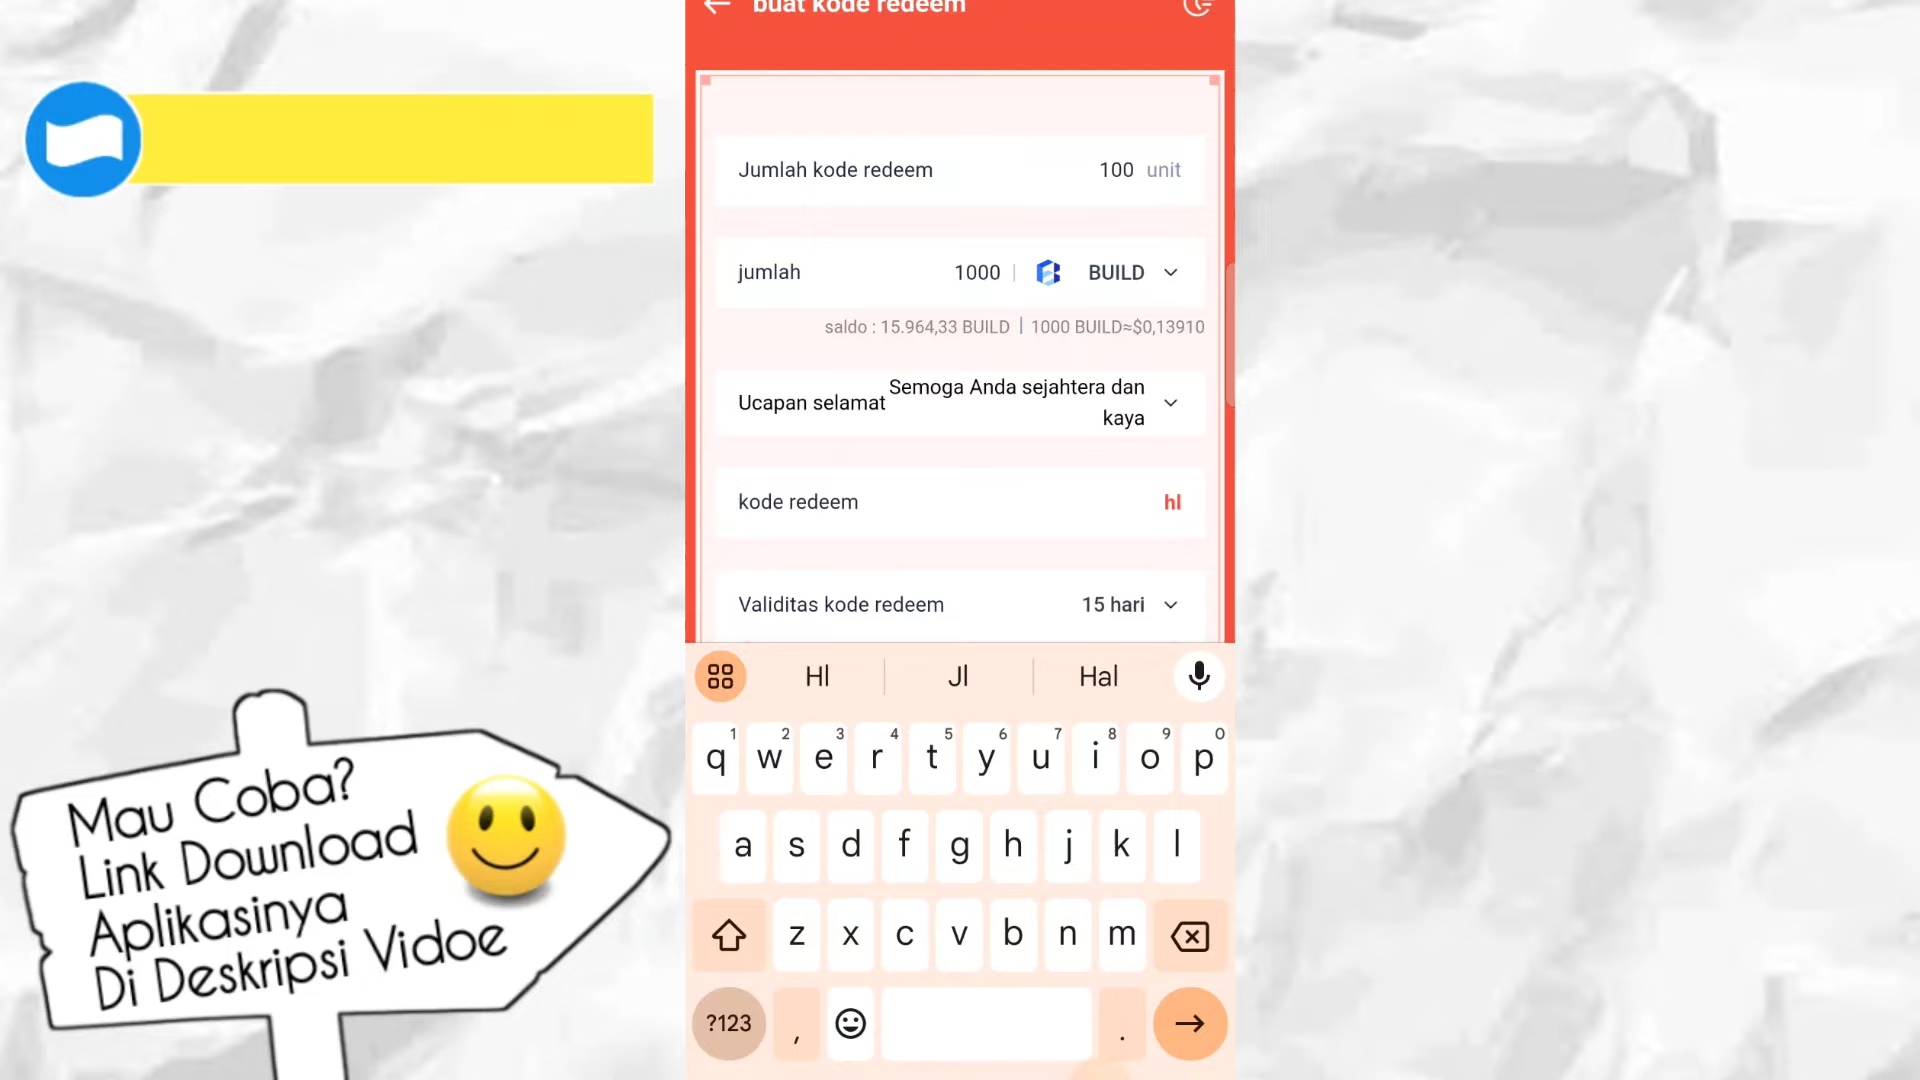 buat kode redeem
Jumlah kode redeem 100 unit
jumlah 1000 | BUILD
saldo : 15.964,33 BUILD | 1000 BUILD≈$0,13910
Ucapan selamat Semoga Anda sejahtera dan
kaya
kode redeem hl
Validitas kode redeem 15 hari
Hl Jl Hal
1 2 3 4 5 6 7 8 9 0
q w e r t y u i o p
a s d f g h j k l
z x c v b n m
?123 , .
Mau Coba?
Link Download
Aplikasinya
Di Deskripsi Vidoe